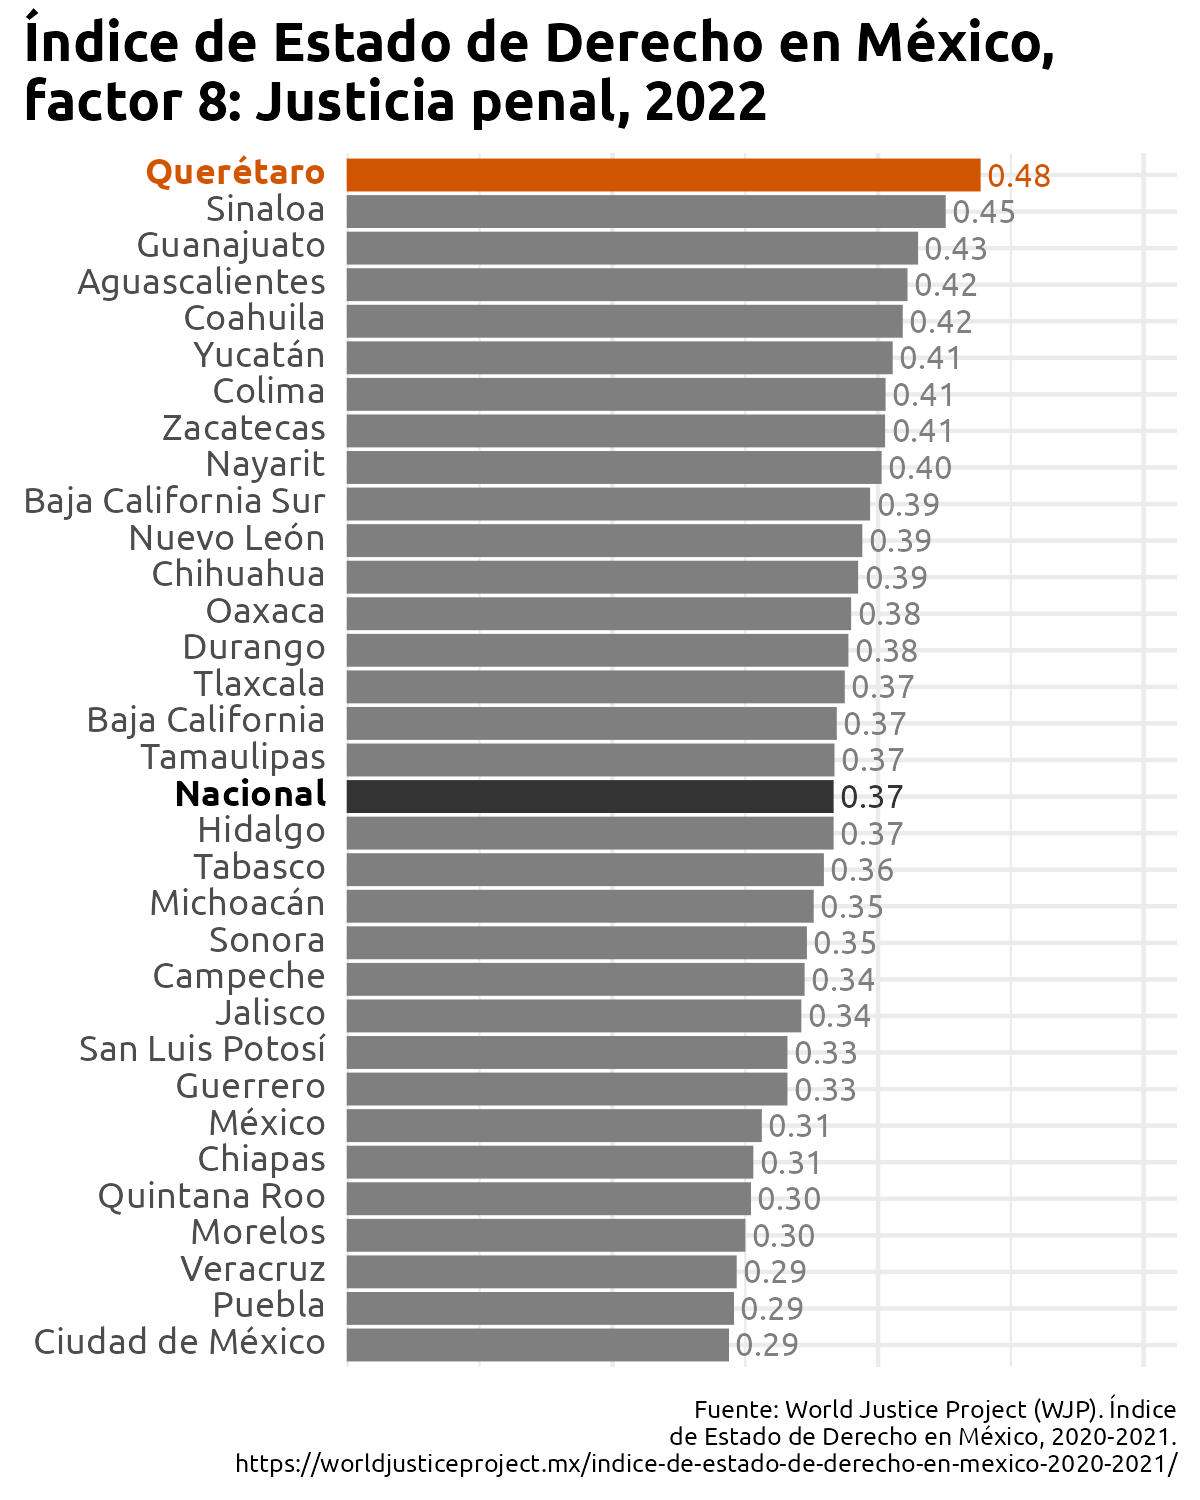 Índice de Estado de Derecho en México,
factor 8: Justicia penal, 2022
Querétaro 0.48
Sinaloa 0.45
Guanajuato 0.43
Aguascalientes 0.42
Coahuila 0.42
Yucatán 0.41
Colima 0.41
Zacatecas 0.41
Nayarit 0.40
Baja California Sur 0.39
Nuevo León 0.39
Chihuahua 0.39
Oaxaca 0.38
Durango 0.38
Tlaxcala 0.37
Baja California 0.37
Tamaulipas 0.37
Nacional 0.37
Hidalgo 0.37
Tabasco 0.36
Michoacán 0.35
Sonora 0.35
Campeche 0.34
Jalisco 0.34
San Luis Potosí 0.33
Guerrero 0.33
México 0.31
Chiapas 0.31
Quintana Roo 0.30
Morelos 0.30
Veracruz 0.29
Puebla 0.29
Ciudad de México 0.29
Fuente: World Justice Project (WJP). Índice
de Estado de Derecho en México, 2020-2021.
https://worldjusticeproject.mx/indice-de-estado-de-derecho-en-mexico-2020-2021/